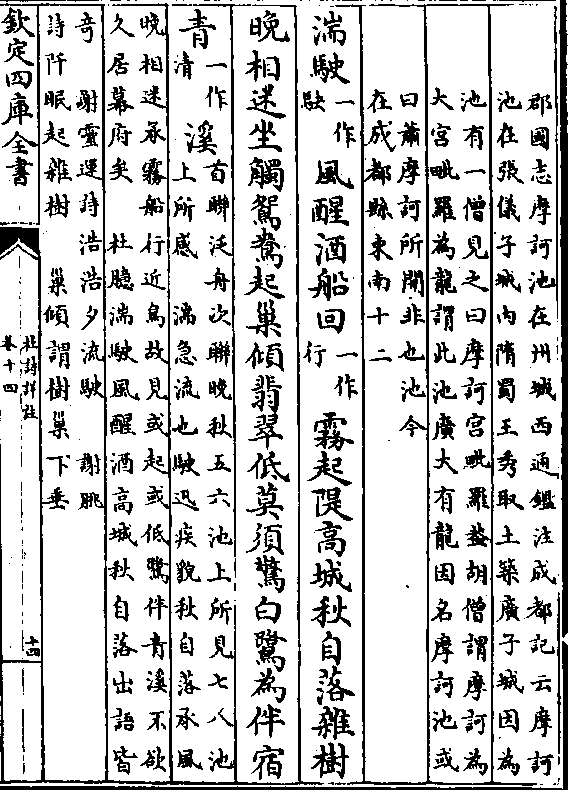 郡國志摩訶池在州城西通鑑注成都記云摩訶
池在張儀子城内隋蜀王秀取土築廣子城因為
池有一僧見之曰摩訶宮毗羅葢胡僧謂摩訶為
大宮毗羅為龍謂此池廣大有龍因名摩訶池或
曰蕭摩訶所開非也池今
在成都縣東南十二
湍駛一作駃風醒酒船回一作行霧起隄高城秋自落雜樹
晚相迷坐觸鴛鴦起巢傾翡翠低莫須驚白鷺為伴宿
青一作清溪首聯泛舟次聯晚秋五六池上所見七八池
上所感 湍急流也駛迅疾貌秋自落承風
晚相迷承霧船行近鳥故見或起或低鷺伴青溪不欲
久居幕府矣 杜臆湍駛風醒酒高城秋自落出語皆
奇 謝靈運詩浩浩夕流駛 謝朓
詩阡眠起雜樹 巢傾謂樹巢下垂
欽定四庫全書
杜詩詳註
卷十四
十四